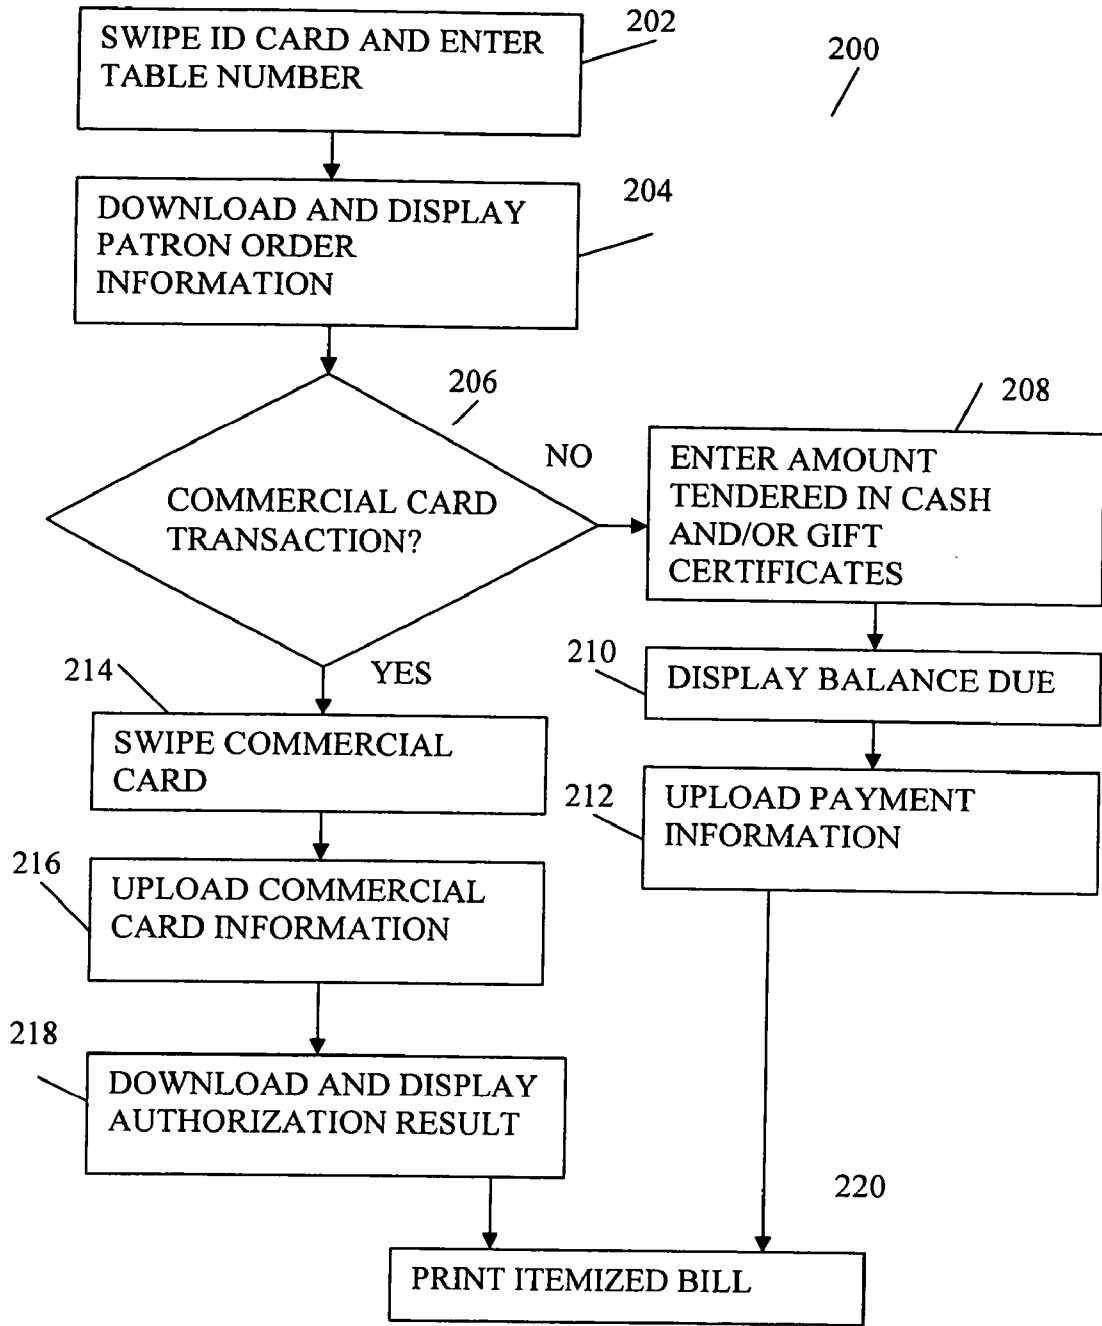 202
SWIPE ID CARD AND ENTER
TABLE NUMBER
200
204
DOWNLOAD AND DISPLAY
PATRON ORDER
INFORMATION
206
COMMERCIAL CARD
TRANSACTION?
NO
208
ENTER AMOUNT
TENDERED IN CASH
AND/OR GIFT
CERTIFICATES
YES
210
DISPLAY BALANCE DUE
214
SWIPE COMMERCIAL
CARD
212
UPLOAD PAYMENT
INFORMATION
216
UPLOAD COMMERCIAL
CARD INFORMATION
218
DOWNLOAD AND DISPLAY
AUTHORIZATION RESULT
220
PRINT ITEMIZED BILL